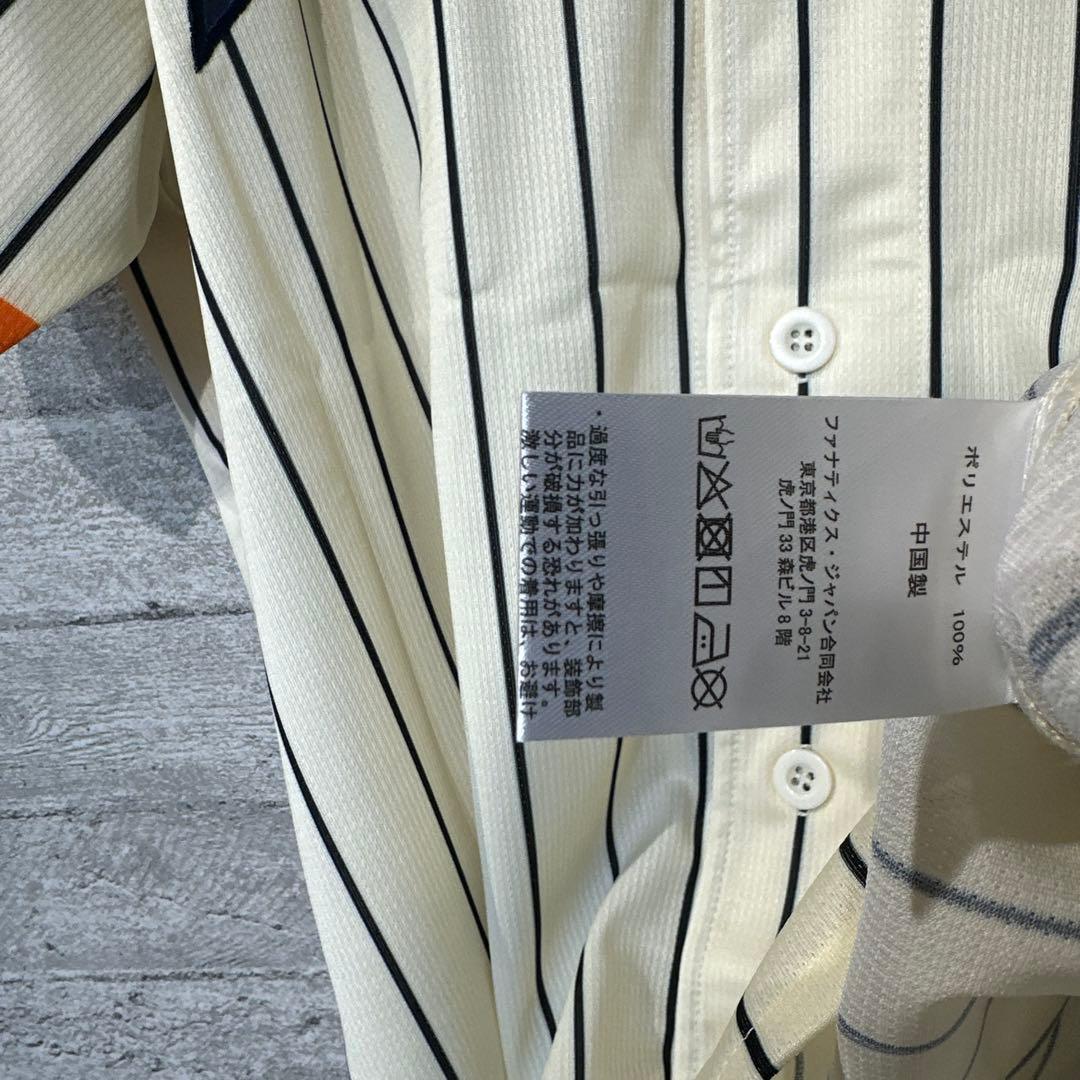 ポリエステル 100%
中国製
ファナティクス・ジャパン合同会社
東京都港区虎ノ門 3-8-21
虎ノ門 33 森ビル 8 階
・過度な引っ張りや摩擦により製
品に力が加わりますと、装飾部
分が破損する恐れがあります。
激しい運動での着用は、お避け